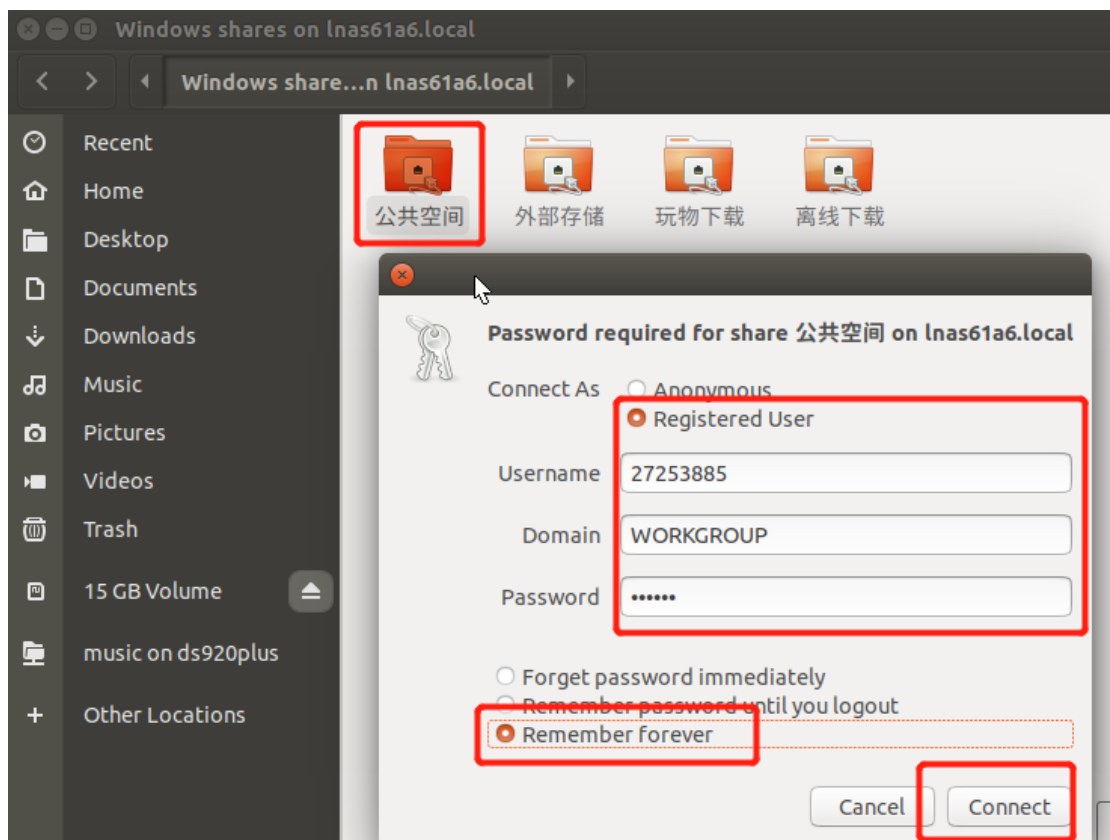 Windows shares on lnas61a6.local
Windows share...n lnas61a6.local
Recent
Home
Desktop
Documents
Downloads
Music
Pictures
Videos
Trash
15 GB Volume
music on ds920plus
Other Locations
公共空间 外部存储 玩物下载 离线下载
Password required for share 公共空间 on lnas61a6.local
Connect As Anonymous
Registered User
Username 27253885
Domain WORKGROUP
Password ••••••
Forget password immediately
Remember password until you logout
Remember forever
Cancel Connect